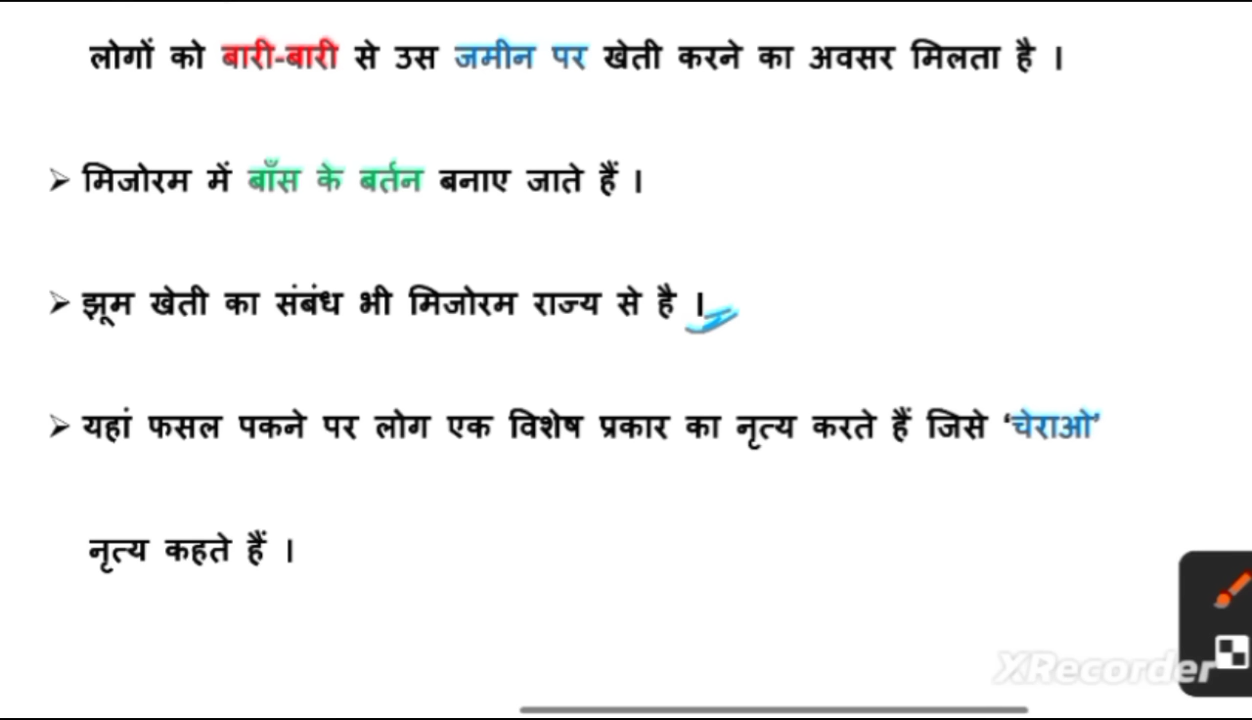 लोगों को बारी-बारी से उस जमीन पर खेती करने का अवसर मिलता है ।
➢ मिजोरम में बाँस के बर्तन बनाए जाते हैं ।
➢ झूम खेती का संबंध भी मिजोरम राज्य से है ।
➢ यहां फसल पकने पर लोग एक विशेष प्रकार का नृत्य करते हैं जिसे ‘चेराओ’
नृत्य कहते हैं ।
XRecorder